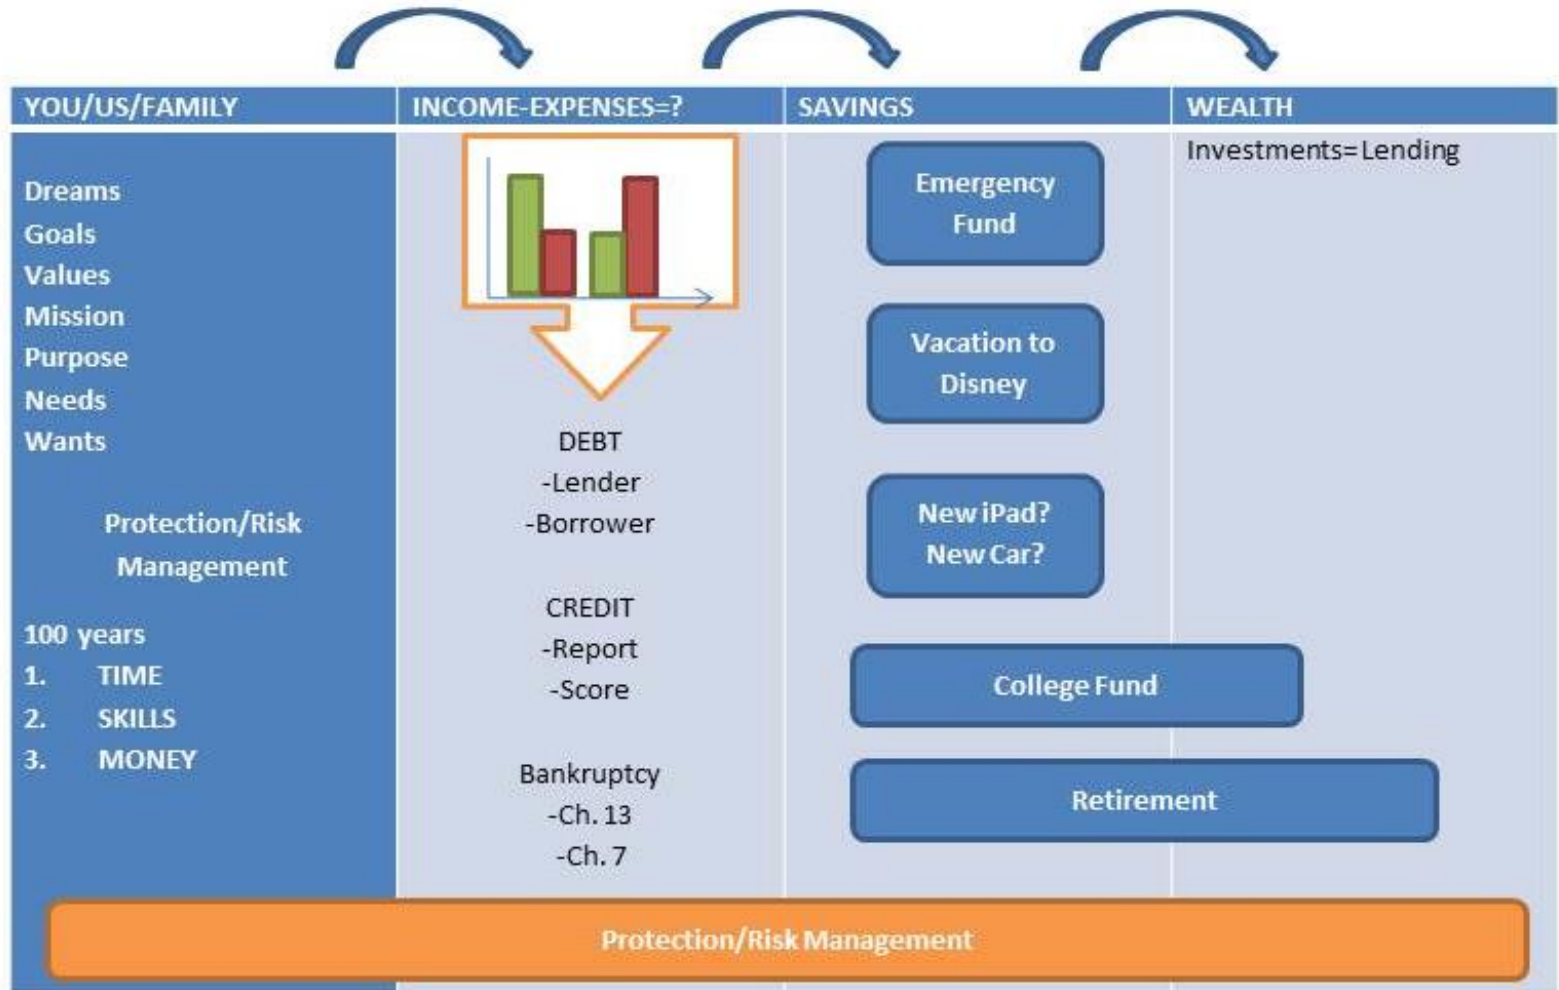 YOU/US/FAMILY
INCOME-EXPENSES=?
SAVINGS
WEALTH
Dreams
Goals
Values
Mission
Purpose
Needs
Wants
Protection/Risk
Management
100 years
1. TIME
2. SKILLS
3. MONEY
DEBT
-Lender
-Borrower
CREDIT
-Report
-Score
Bankruptcy
-Ch. 13
-Ch. 7
Emergency
Fund
Vacation to
Disney
New iPad?
New Car?
College Fund
Retirement
Investments=Lending
Protection/Risk Management